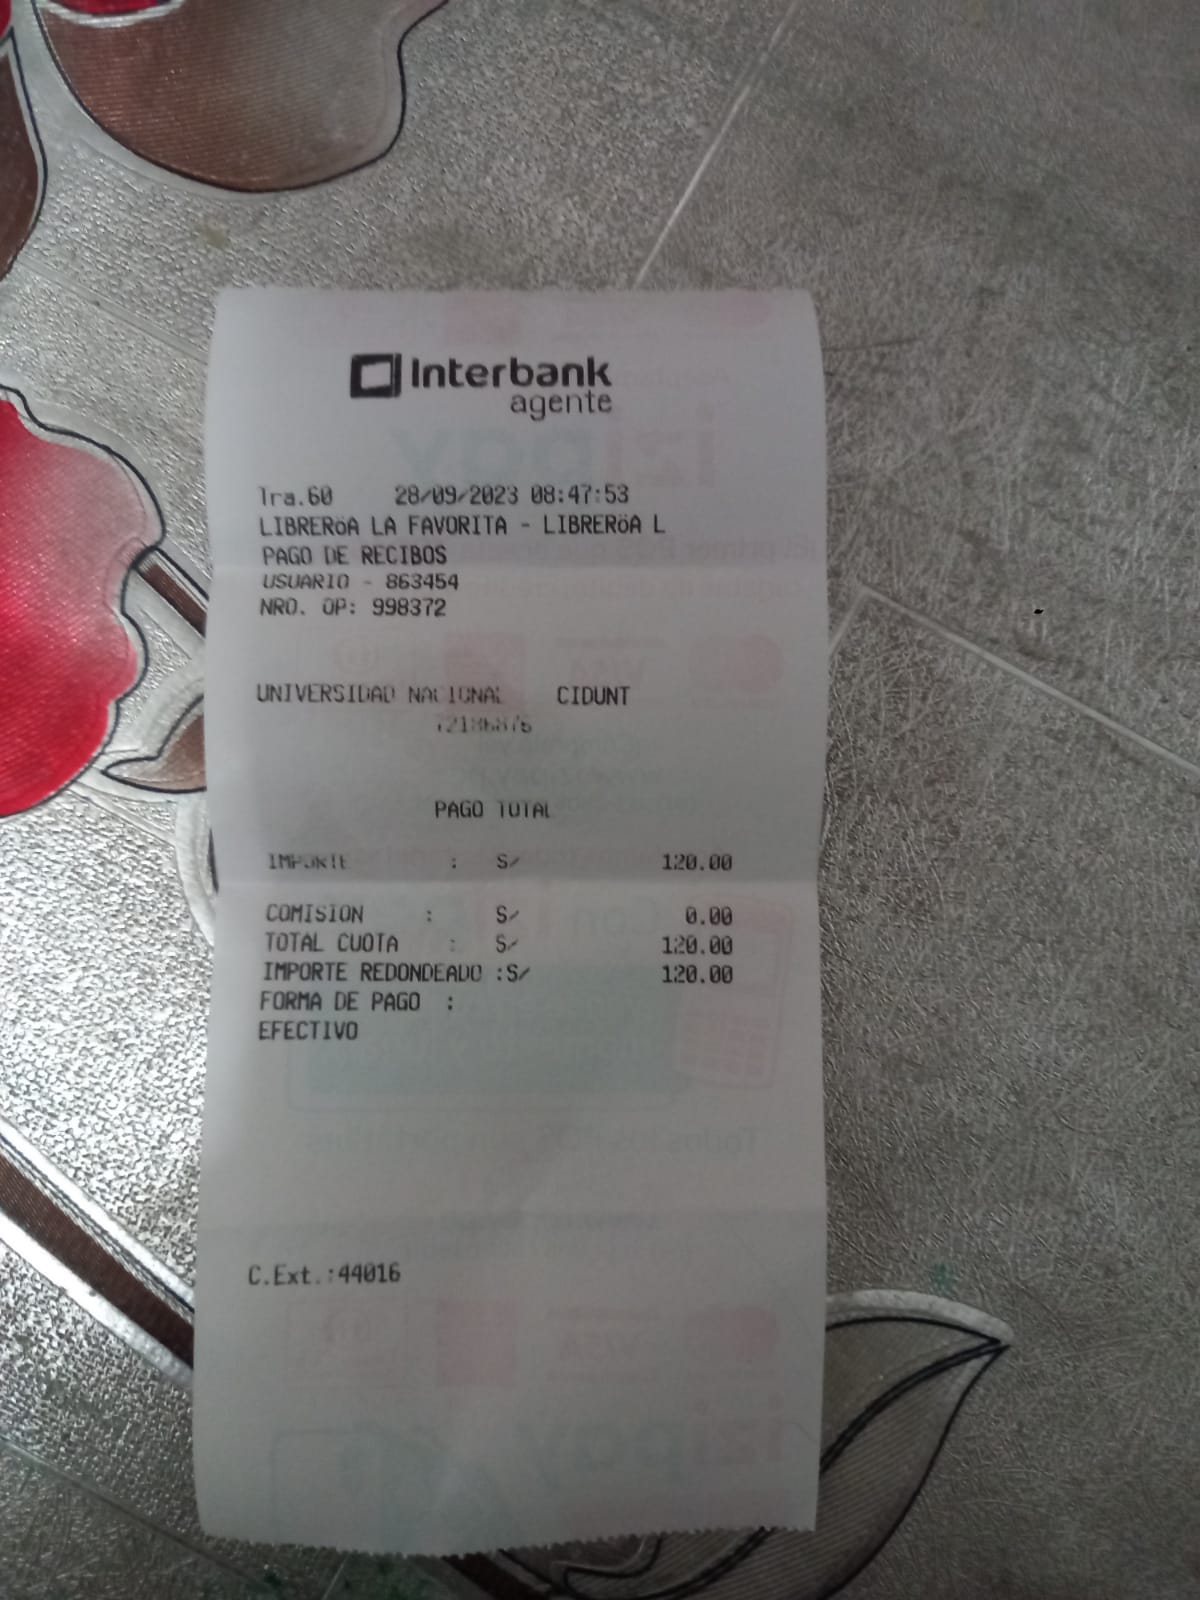 Interbank
agente
Tra.60 28/09/2023 08:47:53
LIBRERöA LA FAVORITA - LIBRERöA L
PAGO DE RECIBOS
USUARIO - 863454
NRO. OP: 998372
UNIVERSIDAD NACIONAL CIDUNT
PAGO TOTAL
IMPORTE : S/ 120.00
COMISION : S/ 0.00
TOTAL CUOTA : S/ 120.00
IMPORTE REDONDEADO :S/ 120.00
FORMA DE PAGO :
EFECTIVO
C.Ext.:44016